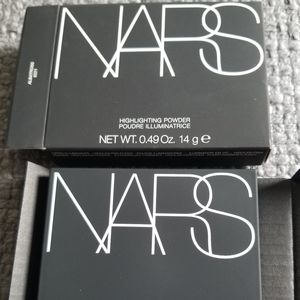 NARS
HIGHLIGHTING POWDER
POUDRE ILLUMINATRICE
NET WT. 0.49 Oz. 14 g ℮
NARS